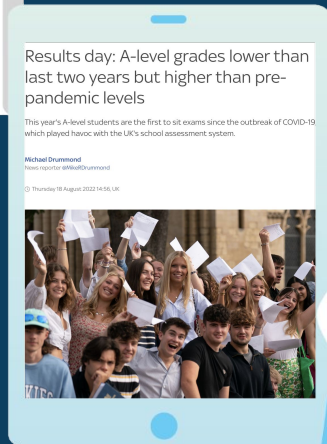 Results day: A-level grades lower than
last two years but higher than pre-
pandemic levels
This year's A-level students are the first to sit exams since the outbreak of COVID-19,
which played havoc with the UK's school assessment system.
Michael Drummond
News reporter @MikeRDrummond
Thursday 18 August 2022 14:56, UK